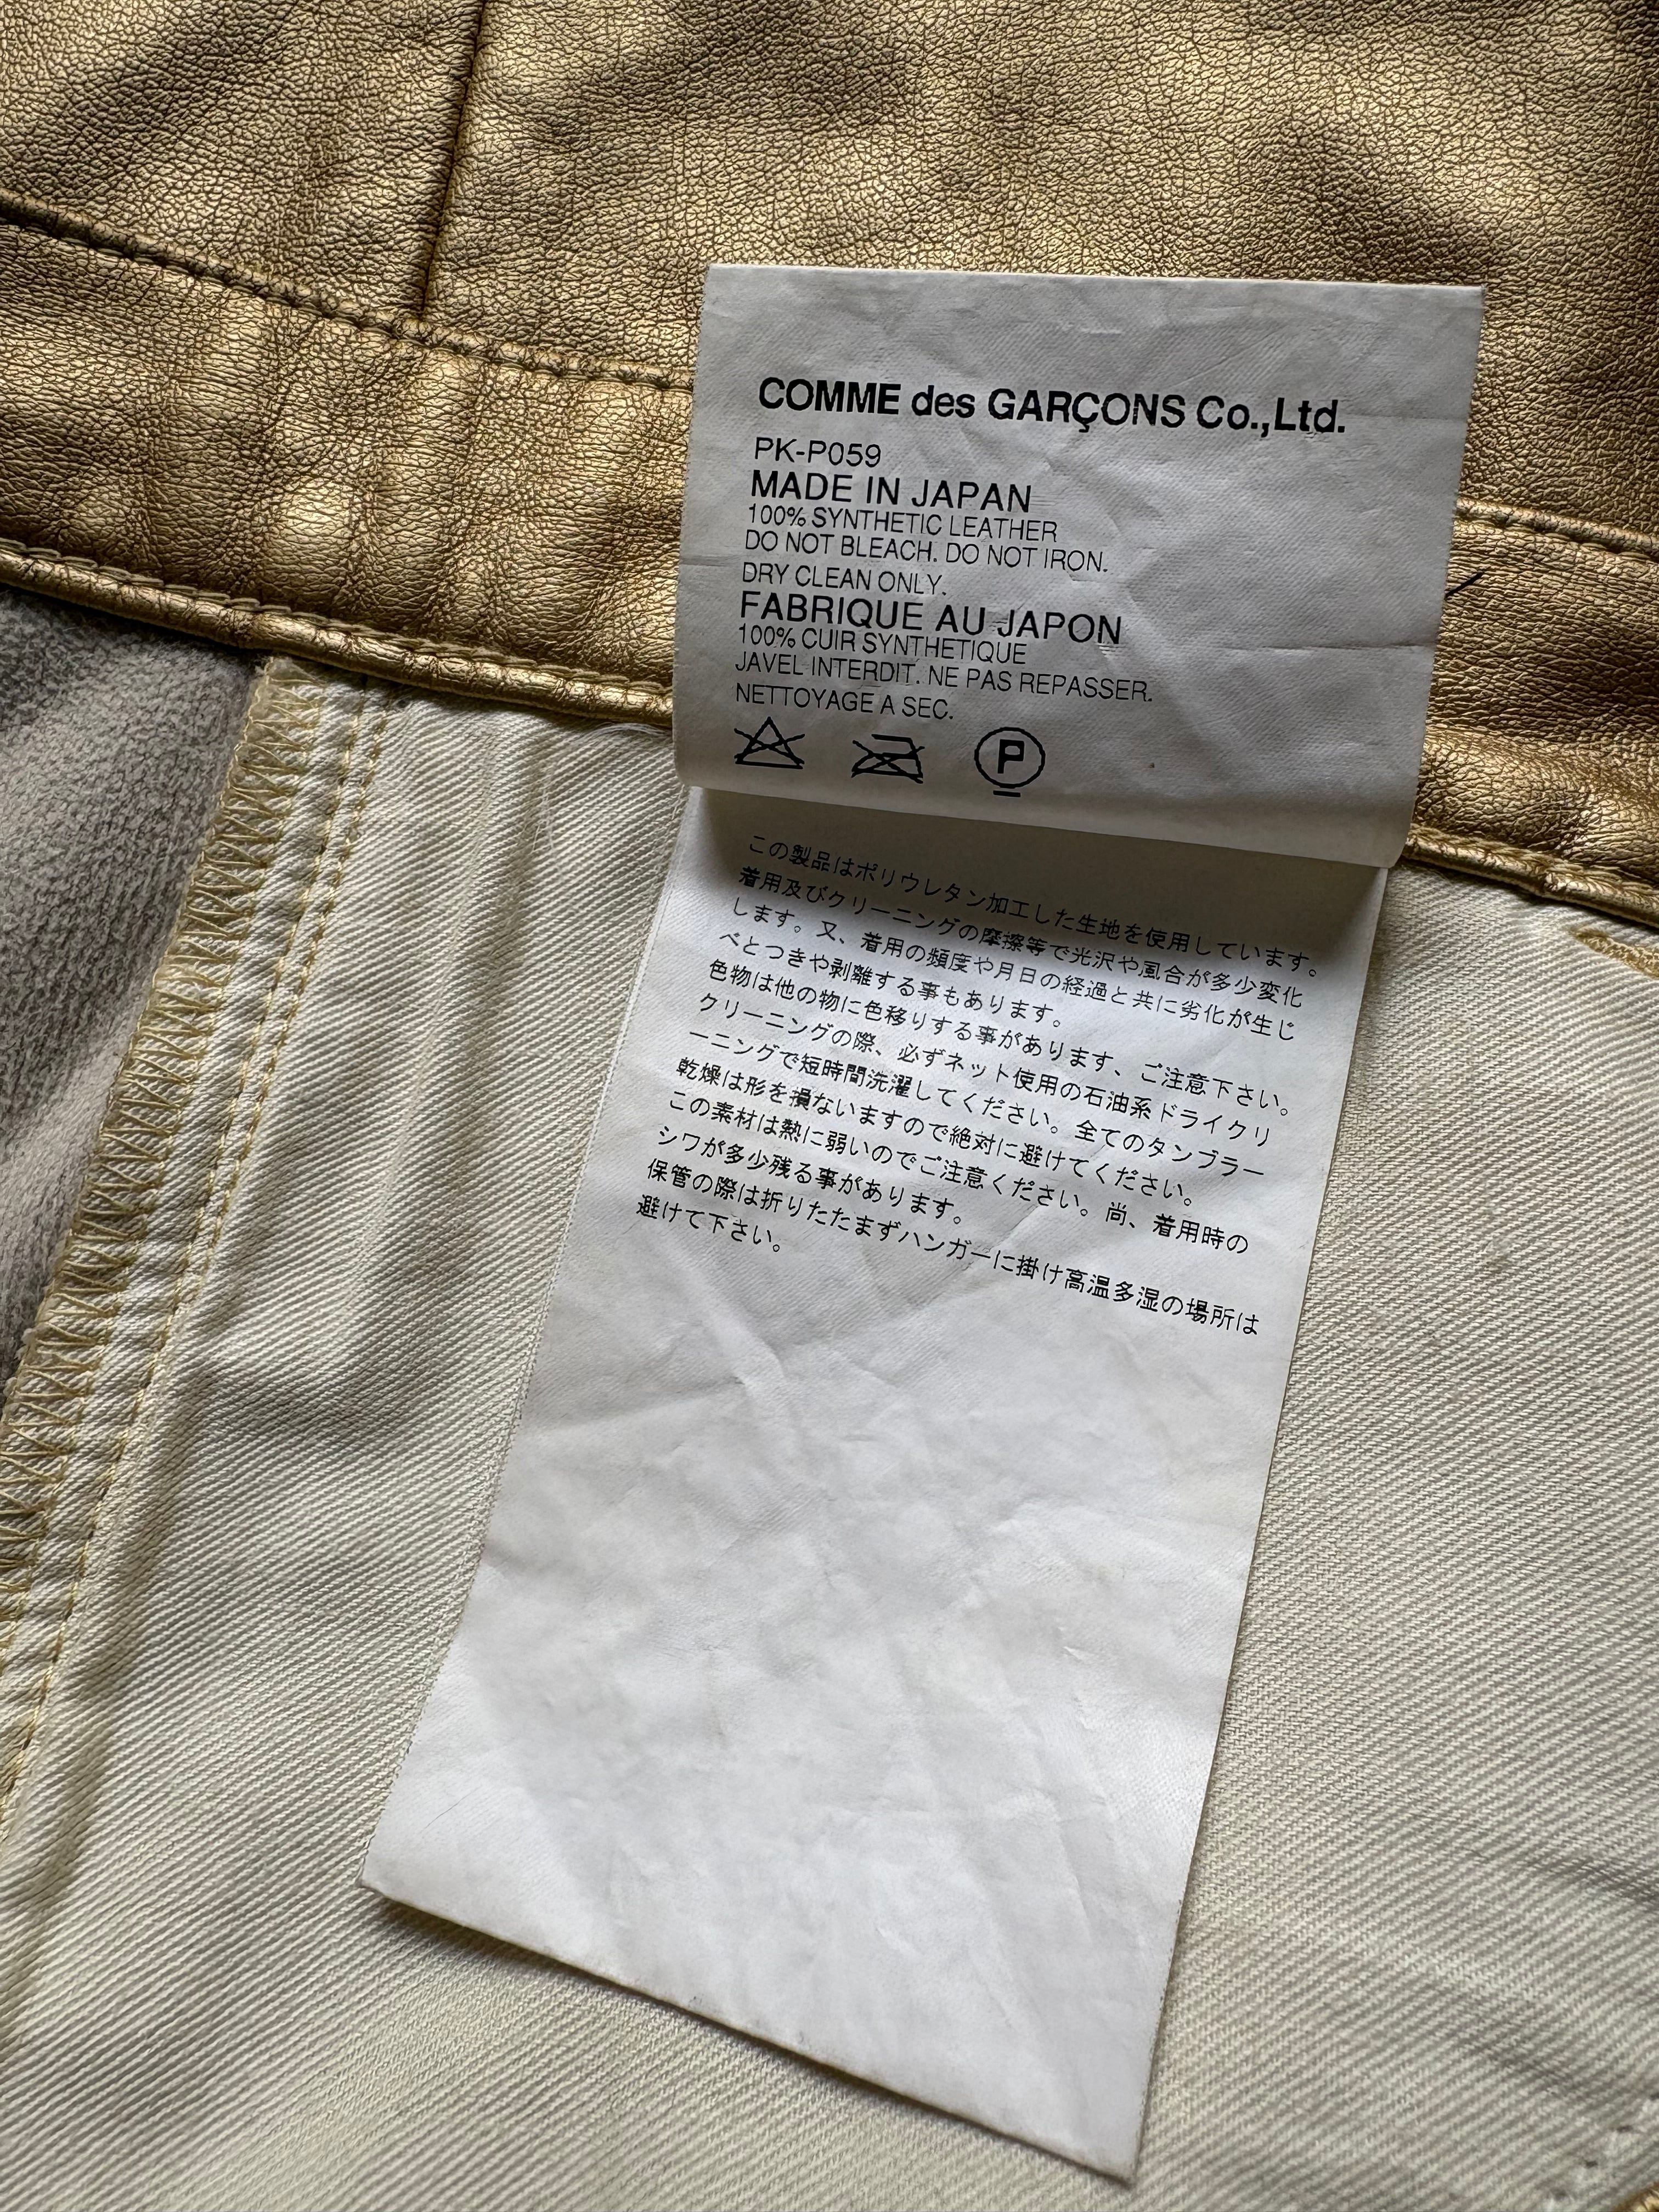 COMME des GARÇONS Co.,Ltd.
PK-P059
MADE IN JAPAN
100% SYNTHETIC LEATHER
DO NOT BLEACH. DO NOT IRON.
DRY CLEAN ONLY.
FABRIQUE AU JAPON
100% CUIR SYNTHETIQUE
JAVEL INTERDIT. NE PAS REPASSER.
NETTOYAGE A SEC.
P
この製品はポリウレタン加工した生地を使用しています。
着用及びクリーニングの摩擦等で光沢や風合が多少変化
します。又、着用の頻度や月日の経過と共に劣化が生じ
べとつきや剥離する事もあります。
色物は他の物に色移りする事があります、ご注意下さい。
クリーニングの際、必ずネット使用の石油系ドライクリ
ーニングで短時間洗濯してください。全てのタンブラー
乾燥は形を損ないますので絶対に避けてください。
この素材は熱に弱いのでご注意ください。尚、着用時の
シワが多少残る事があります。
保管の際は折りたたまずハンガーに掛け高温多湿の場所は
避けて下さい。